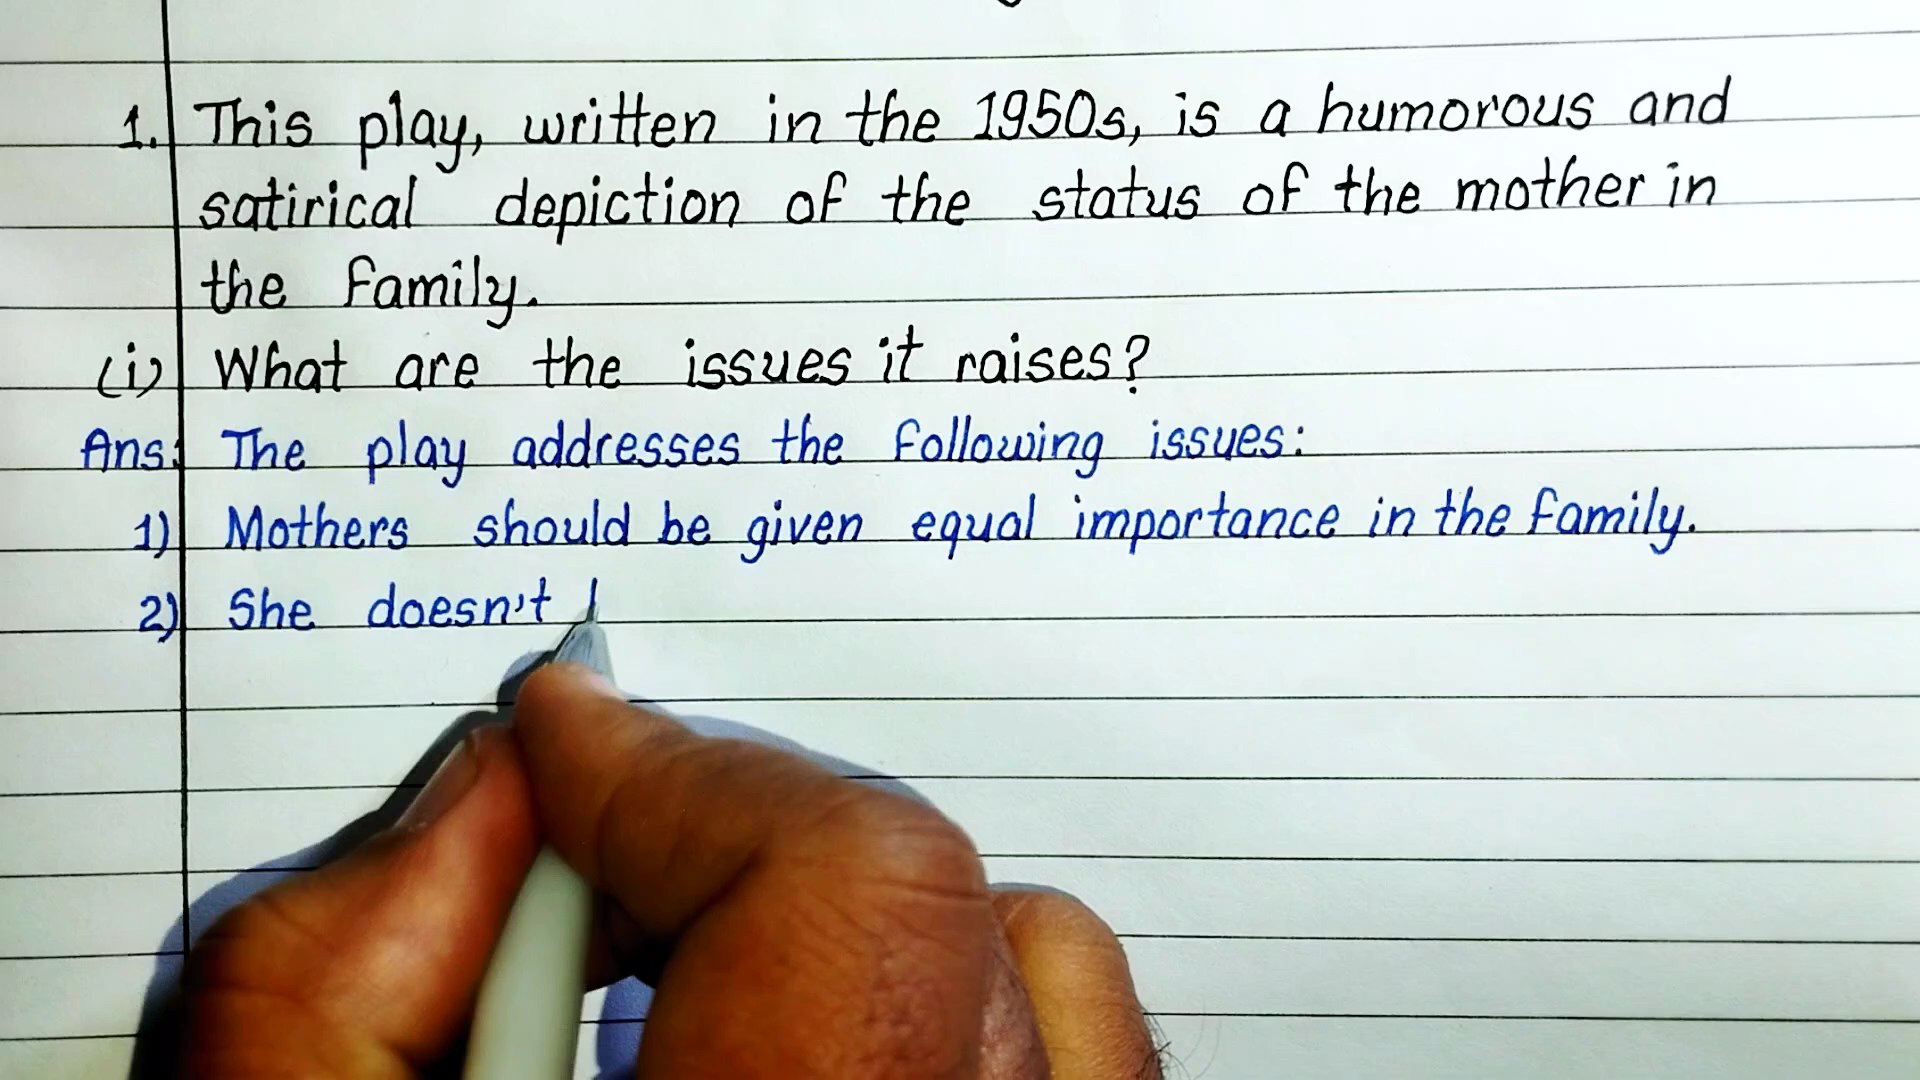 1. This play, written in the 1950s, is a humorous and
satirical depiction of the status of the mother in
the family.
(i) What are the issues it raises?
Ans: The play addresses the following issues:
1) Mothers should be given equal importance in the family.
2) She doesn't